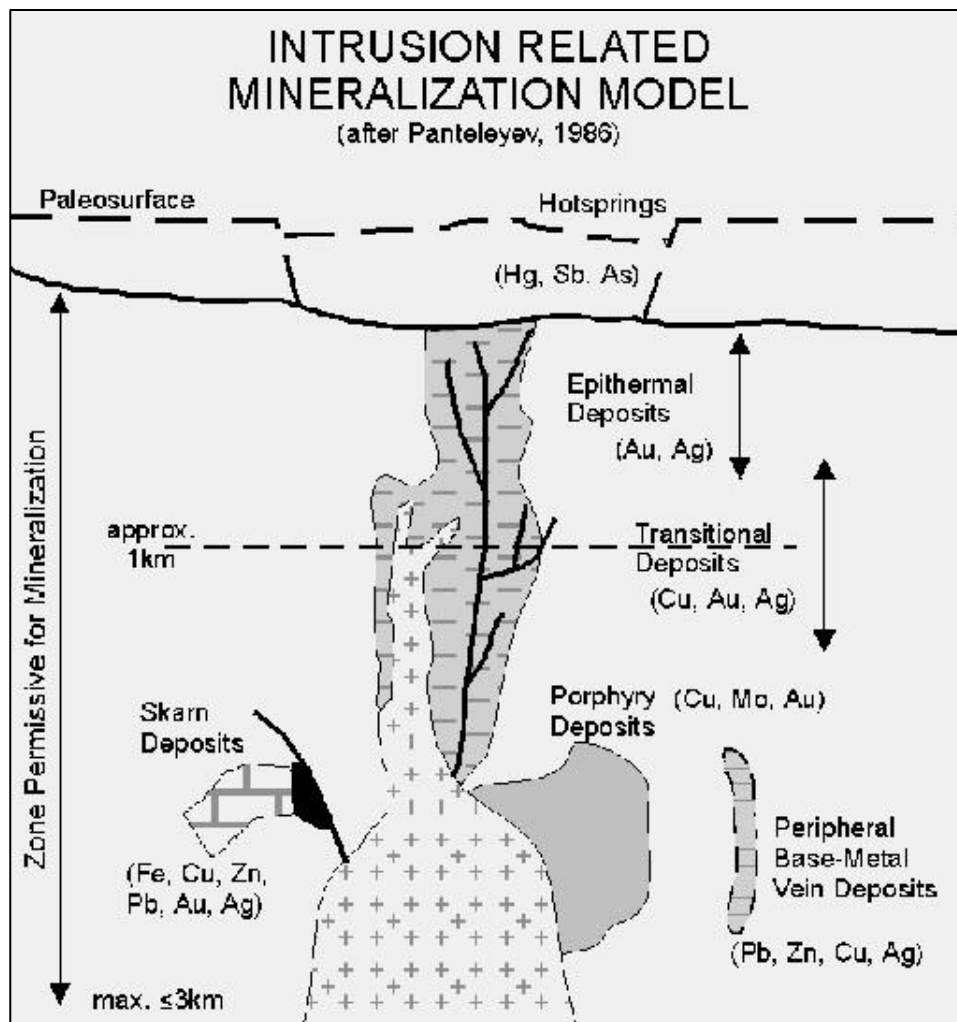 INTRUSION RELATED
MINERALIZATION MODEL
(after Panteleyev, 1986)
Paleosurface
Hotsprings
(Hg, Sb. As)
Epithermal
Deposits
(Au, Ag)
Zone Permissive for Mineralization
approx.
1km
Transitional
Deposits
(Cu, Au, Ag)
Skarn
Deposits
Porphyry
Deposits
(Cu, Mo, Au)
(Fe, Cu, Zn,
Pb, Au, Ag)
Peripheral
Base-Metal
Vein Deposits
(Pb, Zn, Cu, Ag)
max. ≤3km